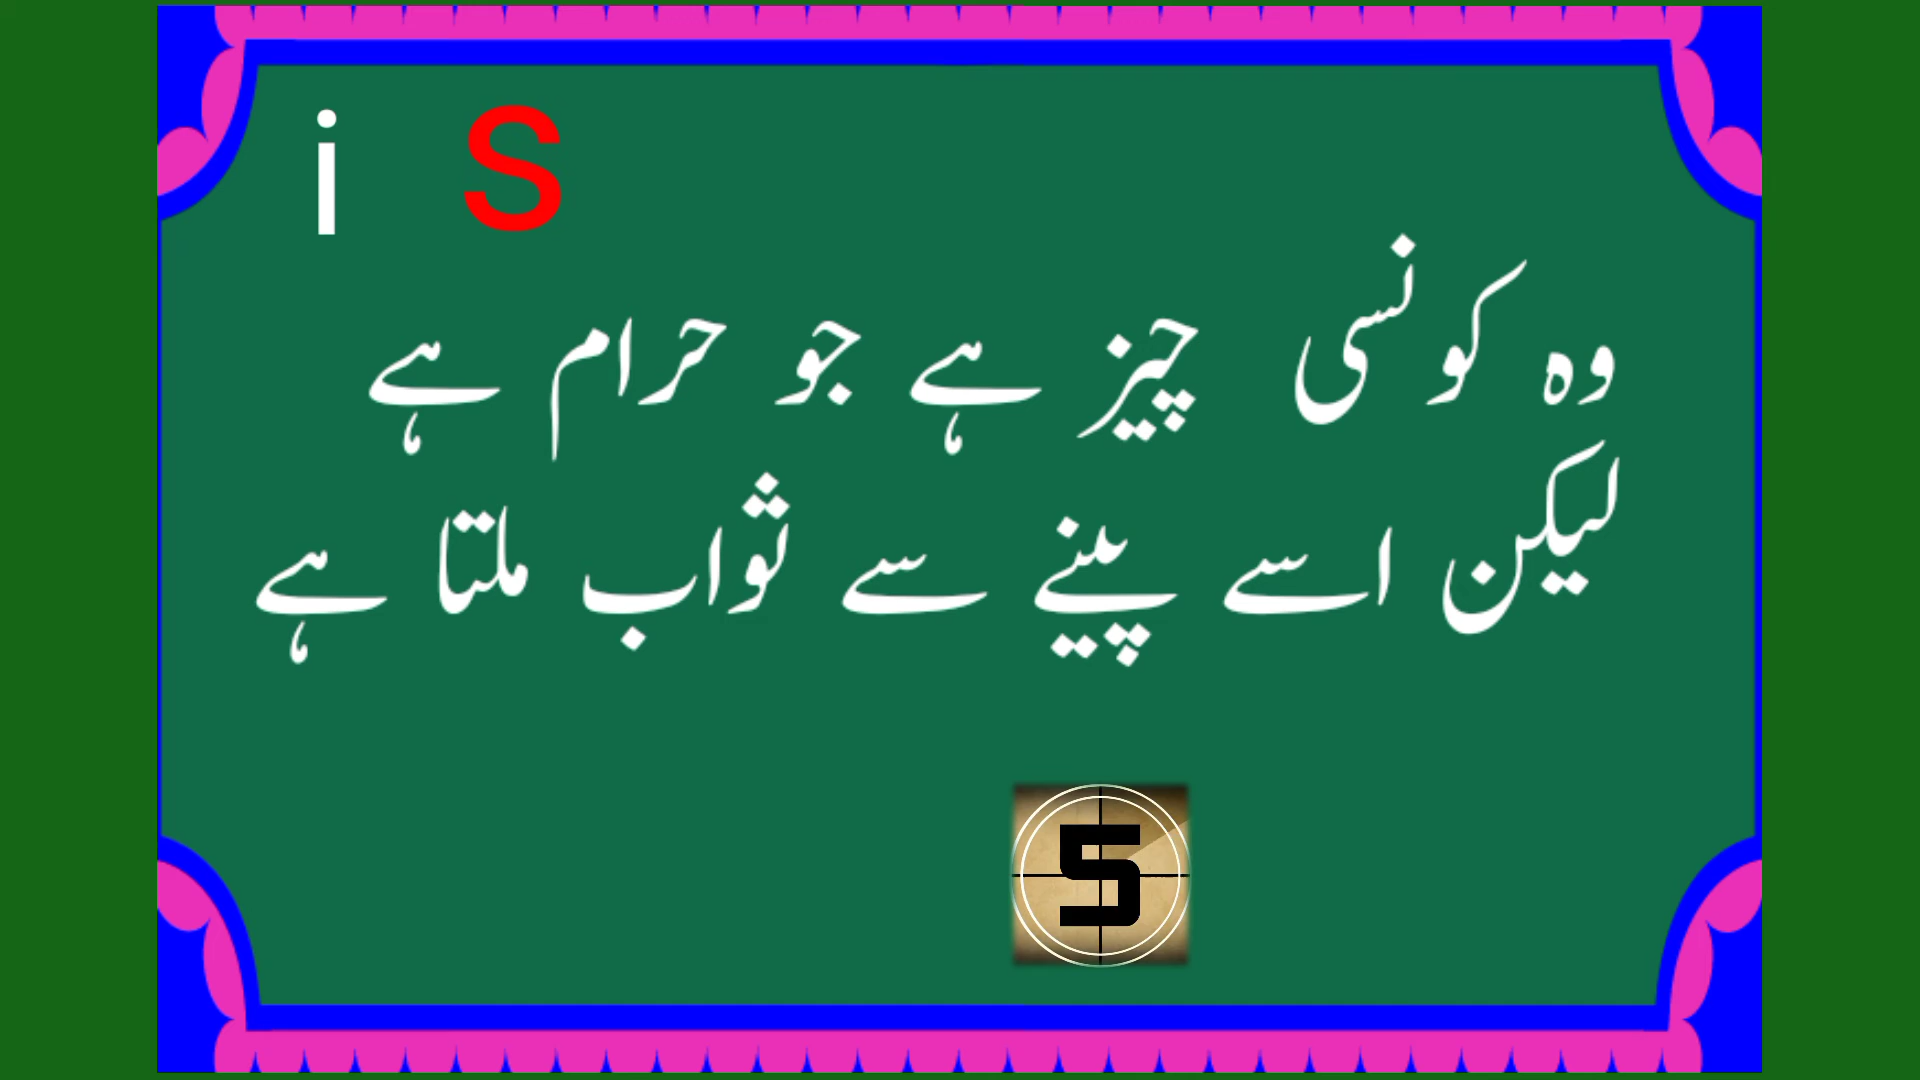 i S
وہ کونسی چیز ہے جو حرام ہے
لیکن اسے پینے سے ثواب ملتا ہے
5